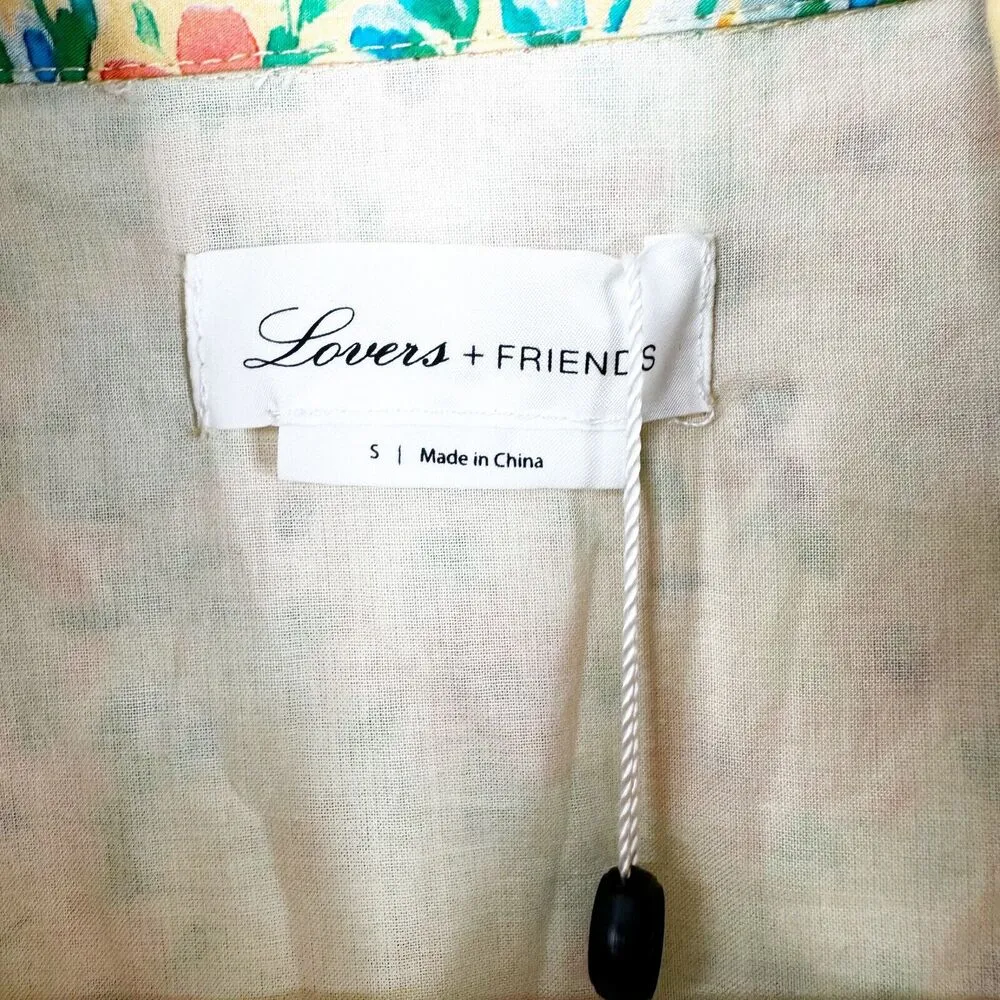 Lovers + FRIENDS
S | Made in China